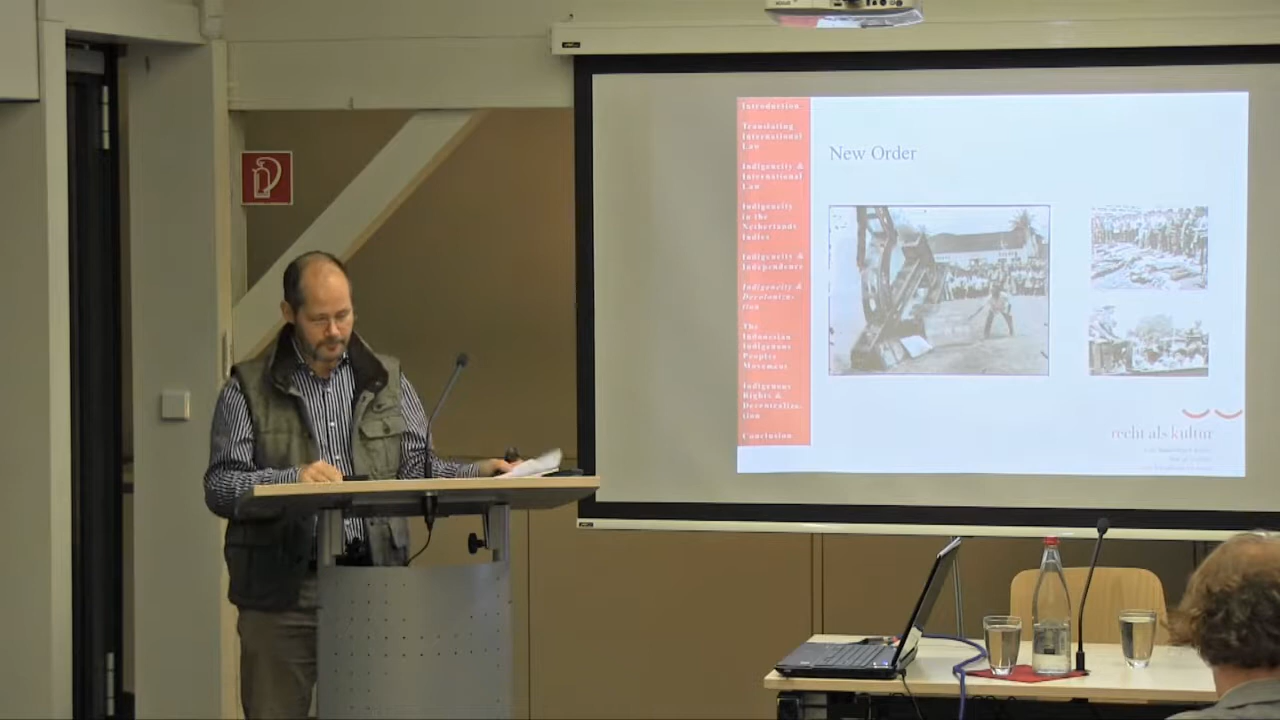 Introduction
Translating
International
Law
Indigeneity &
International
Law
Indigeneity
in the
Netherlands
Indies
Indigeneity &
Independence
Indigeneity &
Decoloniza-
tion
The
Indonesian
Indigenous
Peoples
Movement
Indigenous
Rights &
Decentraliza-
tion
Conclusion
New Order
recht als kultur